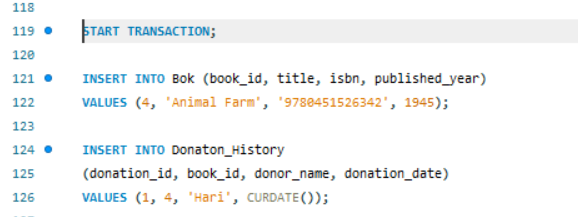 118
119 START TRANSACTION;
120
121 INSERT INTO Bok (book_id, title, isbn, published_year)
122 VALUES (4, 'Animal Farm', '9780451526342', 1945);
123
124 INSERT INTO Donaton_History
125 (donation_id, book_id, donor_name, donation_date)
126 VALUES (1, 4, 'Hari', CURDATE());